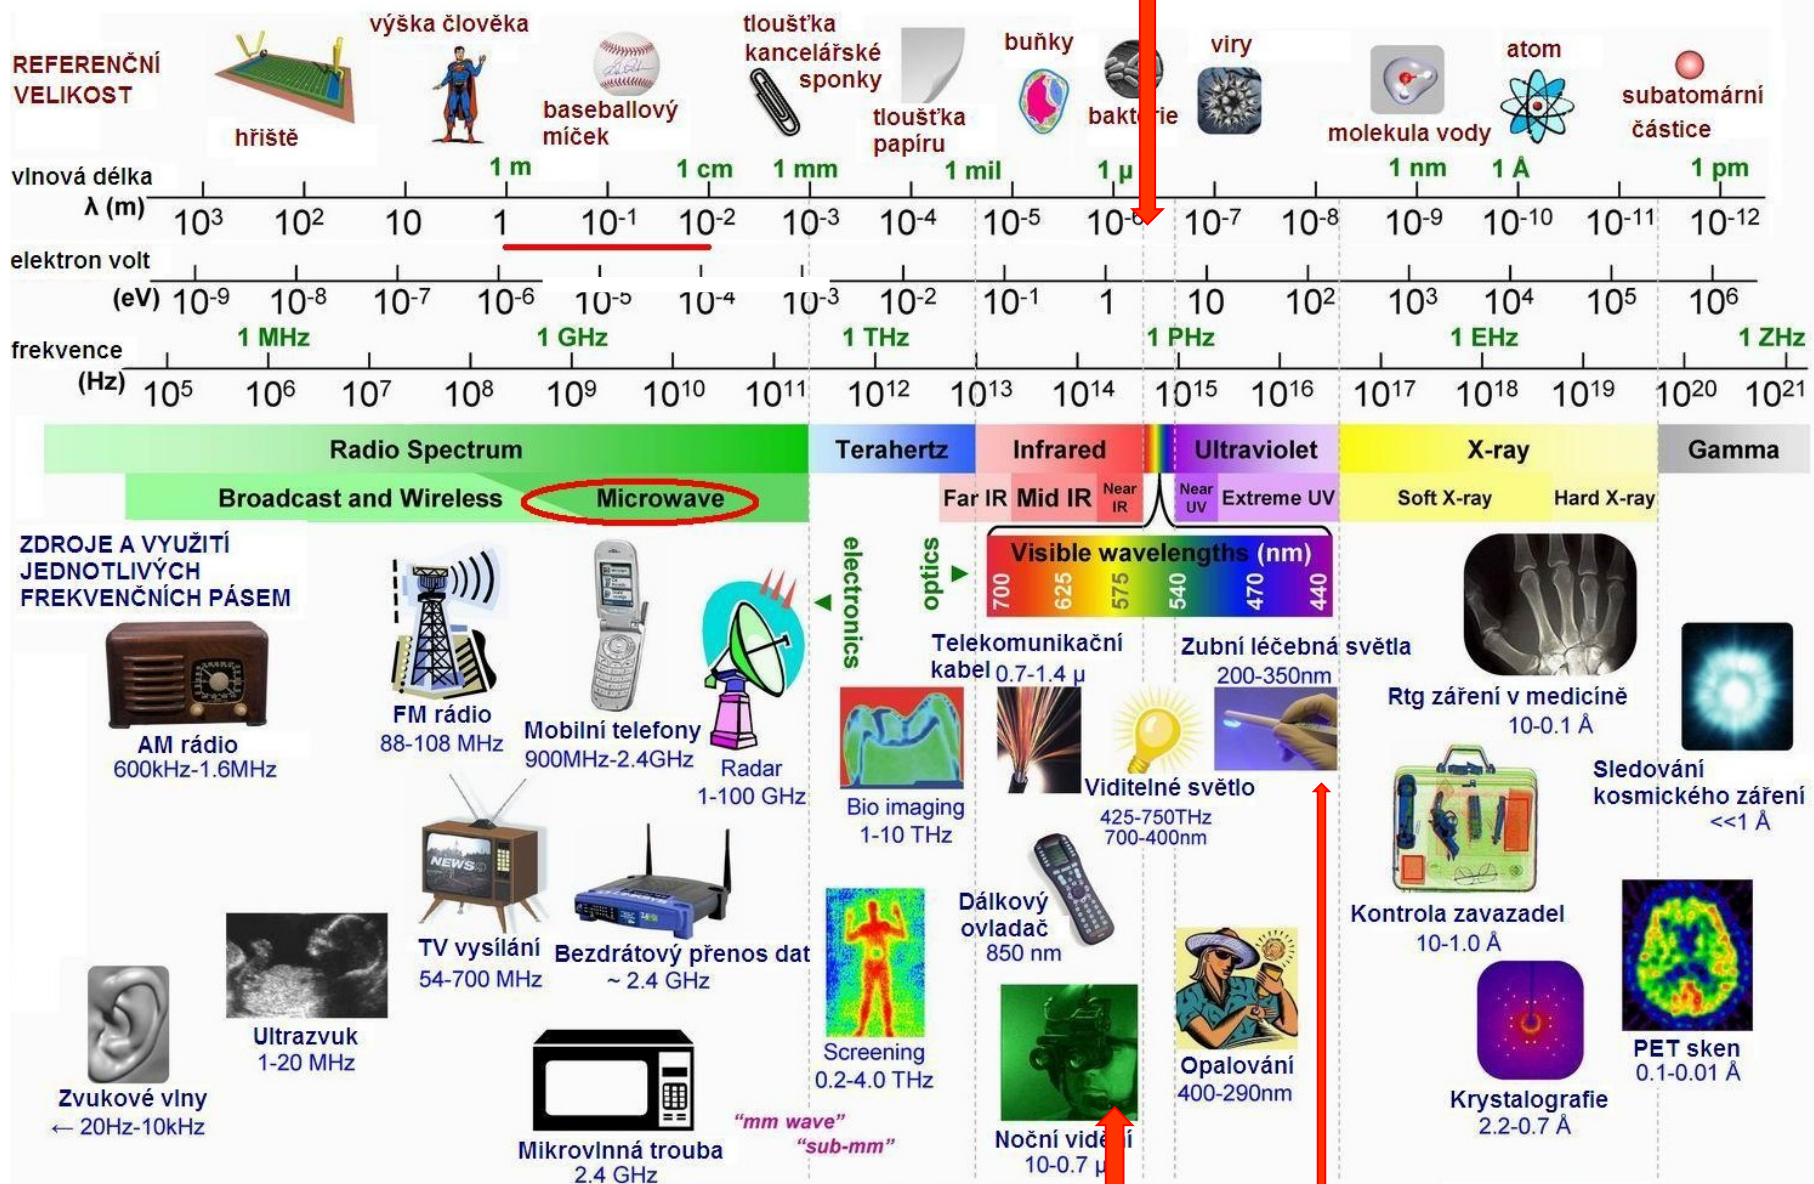 REFERENČNÍ
VELIKOST
hřiště
výška člověka
baseballový
míček
tloušťka
kancelářské
sponky
tloušťka
papíru
buňky
bakterie
viry
molekula vody
atom
subatomární
částice
1 m 1 cm 1 mm 1 mil 1 µ 1 nm 1 Å 1 pm
vlnová délka
λ (m)
10³ 10² 10 1 10⁻¹ 10⁻² 10⁻³ 10⁻⁴ 10⁻⁵ 10⁻⁶ 10⁻⁷ 10⁻⁸ 10⁻⁹ 10⁻¹⁰ 10⁻¹¹ 10⁻¹²
elektron volt
(eV) 10⁻⁹ 10⁻⁸ 10⁻⁷ 10⁻⁶ 10⁻⁵ 10⁻⁴ 10⁻³ 10⁻² 10⁻¹ 1 10 10² 10³ 10⁴ 10⁵ 10⁶
1 MHz 1 GHz 1 THz 1 PHz 1 EHz 1 ZHz
frekvence
(Hz)
10⁵ 10⁶ 10⁷ 10⁸ 10⁹ 10¹⁰ 10¹¹ 10¹² 10¹³ 10¹⁴ 10¹⁵ 10¹⁶ 10¹⁷ 10¹⁸ 10¹⁹ 10²⁰ 10²¹
Radio Spectrum Terahertz Infrared Ultraviolet X-ray Gamma
Broadcast and Wireless Microwave Far IR Mid IR Near IR Near UV Extreme UV Soft X-ray Hard X-ray
ZDROJE A VYUŽITÍ
JEDNOTLIVÝCH
FREKVENČNÍCH PÁSEM
electronics
optics
Visible wavelengths (nm)
700 625 575 540 470 440
AM rádio
600kHz-1.6MHz
FM rádio
88-108 MHz
Mobilní telefony
900MHz-2.4GHz
Radar
1-100 GHz
Bio imaging
1-10 THz
Telekomunikační
kabel 0.7-1.4 µ
Viditelné světlo
425-750THz
700-400nm
Zubní léčebná světla
200-350nm
Rtg záření v medicíně
10-0.1 Å
Sledování
kosmického záření
<<1 Å
NEWS
TV vysílání
54-700 MHz
Bezdrátový přenos dat
~ 2.4 GHz
Dálkový
ovladač
850 nm
Kontrola zavazadel
10-1.0 Å
Ultrazvuk
1-20 MHz
Zvukové vlny
← 20Hz-10kHz
Mikrovlnná trouba
2.4 GHz
"mm wave"
"sub-mm"
Screening
0.2-4.0 THz
Noční vidění
10-0.7 µ
Opalování
400-290nm
Krystalografie
2.2-0.7 Å
PET sken
0.1-0.01 Å